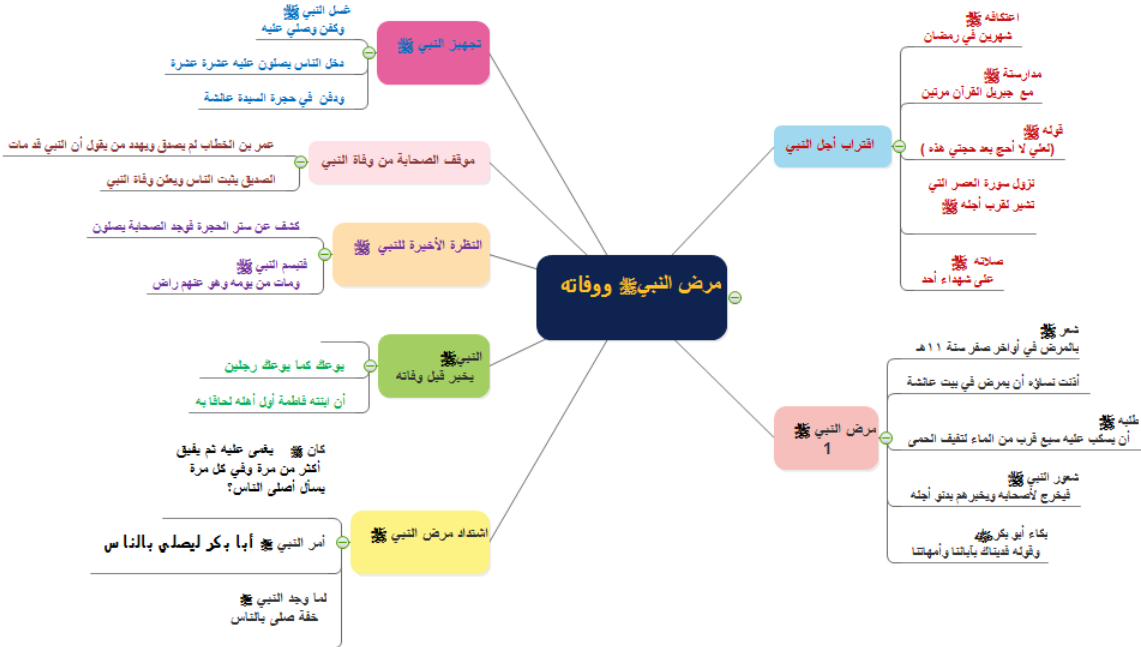 مرض النبي ﷺ ووفاته
اقتراب أجل النبي
اعتكافه ﷺ
شهرين في رمضان
مدارستة ﷺ
مع جبريل القرآن مرتين
قوله ﷺ
(لعلي لا أحج بعد حجتي هذه )
نزول سورة العصر التي
تشير لقرب أجله ﷺ
صلاته ﷺ
على شهداء أحد
مرض النبي ﷺ
1
شعر ﷺ
بالمرض في أواخر صفر سنة ١١هـ
أذنت نساؤه أن يمرض في بيت عائشة
طلبه ﷺ
أن يسكب عليه سبع قرب من الماء لتفيف الحمى
شعور النبي ﷺ
فيخرج لأصحابه ويخبرهم بدنو أجله
بكاء أبو بكر
وقوله فديناك بآبائنا وأمهاتنا
تجهيز النبي ﷺ
غسل النبي ﷺ
وكفن وصلي عليه
دخل الناس يصلون عليه عشرة عشرة
ودفن في حجرة السيدة عائشة
موقف الصحابة من وفاة النبي
عمر بن الخطاب لم يصدق ويهدد من يقول أن النبي قد مات
الصديق يثبت الناس ويعلن وفاة النبي
النظرة الأخيرة للنبي ﷺ
كشف عن ستر الحجرة فوجد الصحابة يصلون
فتبسم النبي ﷺ
ومات من يومه وهو عنهم راض
النبي ﷺ
يخبر قبل وفاته
يوعك كما يوعك رجلين
أن ابنته فاطمة أول أهله لحاقا به
اشتداد مرض النبي ﷺ
كان ﷺ يغمى عليه ثم يفيق
أكثر من مرة وفي كل مرة
يسأل أصلى الناس؟
أمر النبي ﷺ أبا بكر ليصلي بالناس
لما وجد النبي ﷺ
خفة صلى بالناس